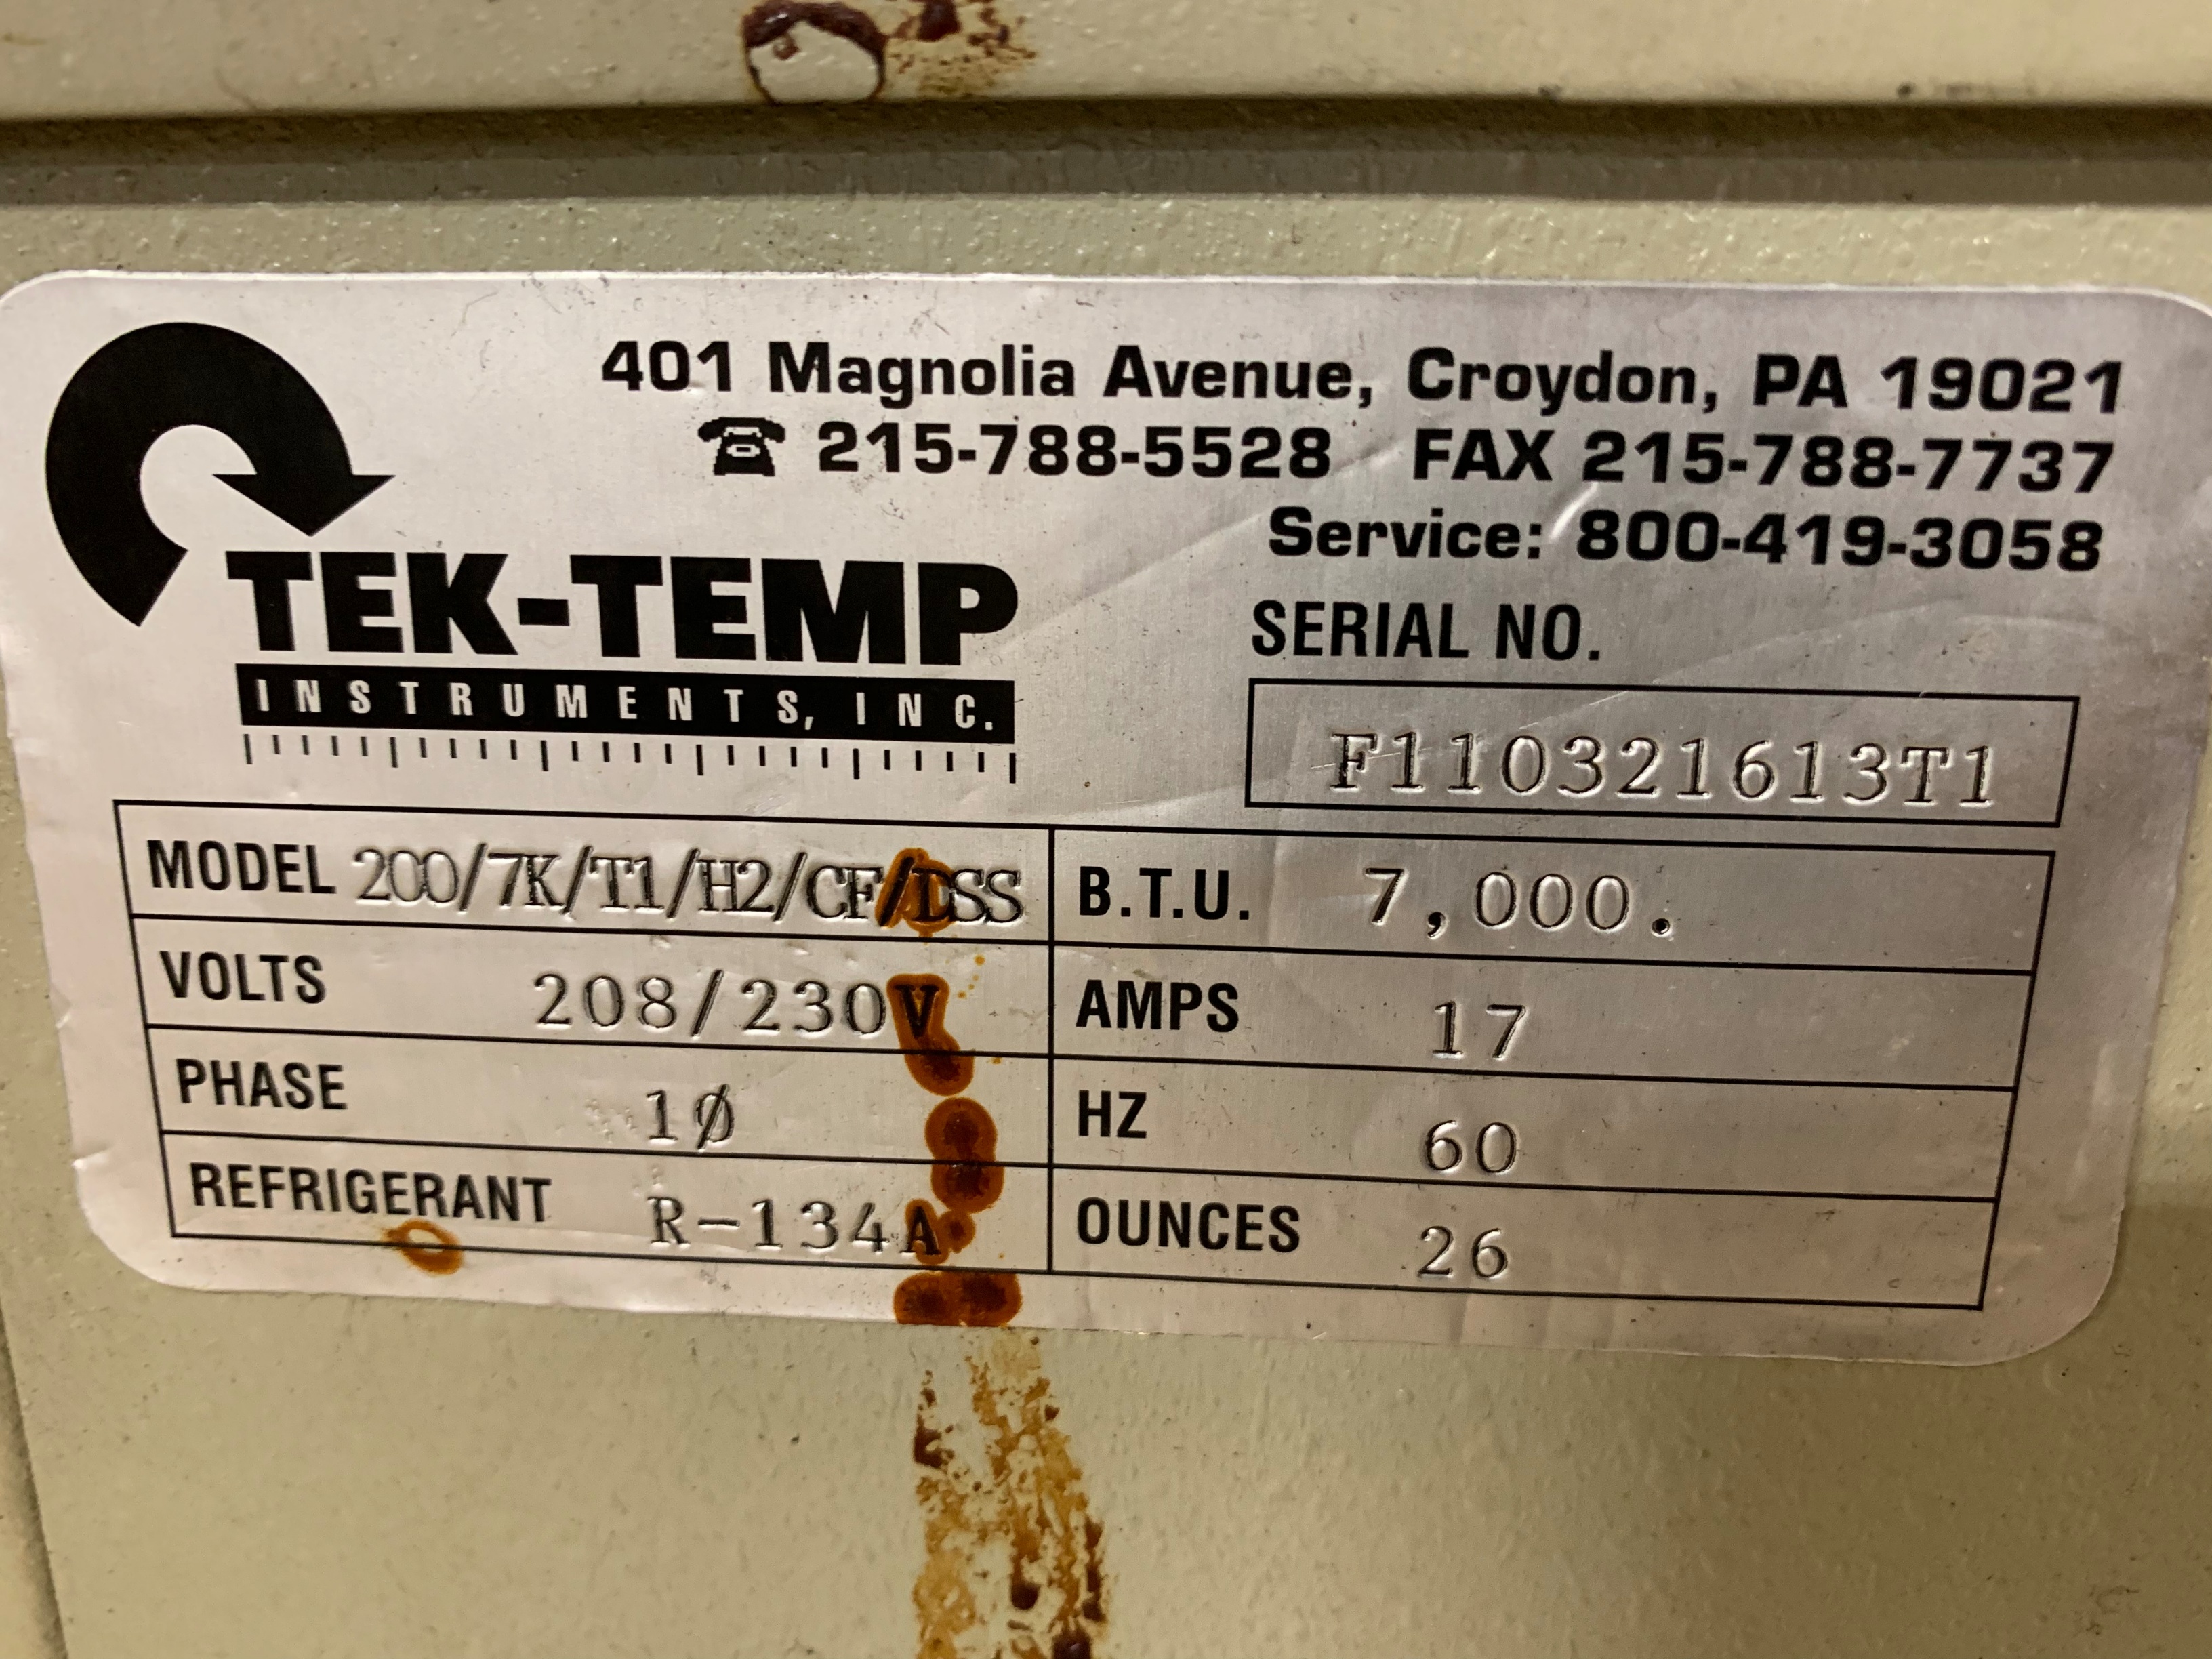 401 Magnolia Avenue, Croydon, PA 19021
☎ 215-788-5528 FAX 215-788-7737
Service: 800-419-3058
TEK-TEMP
INSTRUMENTS, INC.
SERIAL NO.
F110321613T1
MODEL 200/7K/T1/H2/CF/DSS B.T.U. 7,000.
VOLTS 208/230V AMPS 17
PHASE 1Ø HZ 60
REFRIGERANT R-134A OUNCES 26